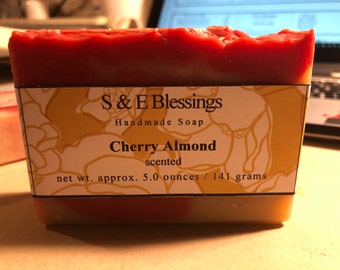 S & E Blessings
Handmade Soap
Cherry Almond
scented
net wt. approx. 5.0 ounces / 141 grams